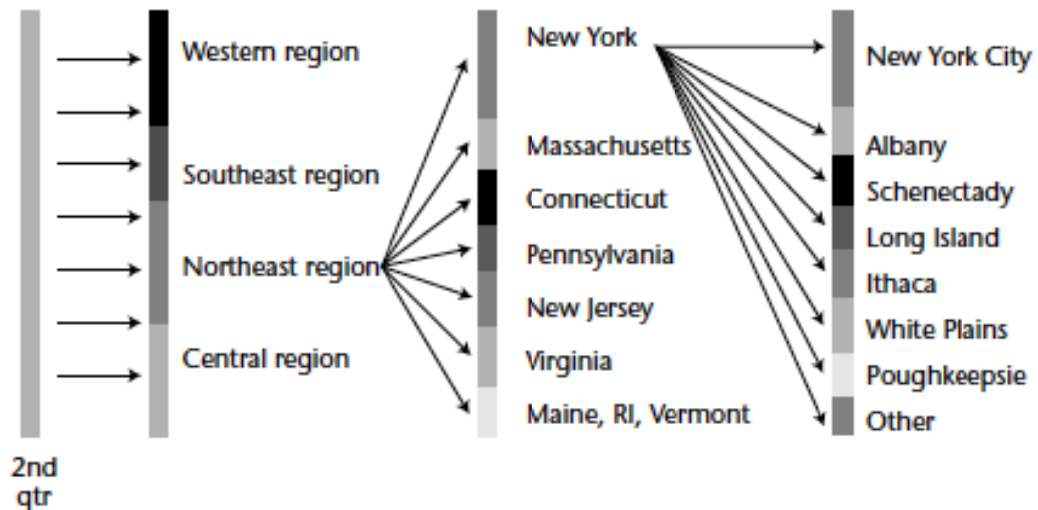 Western region
Southeast region
Northeast region
Central region
New York
Massachusetts
Connecticut
Pennsylvania
New Jersey
Virginia
Maine, RI, Vermont
New York City
Albany
Schenectady
Long Island
Ithaca
White Plains
Poughkeepsie
Other
2nd
qtr